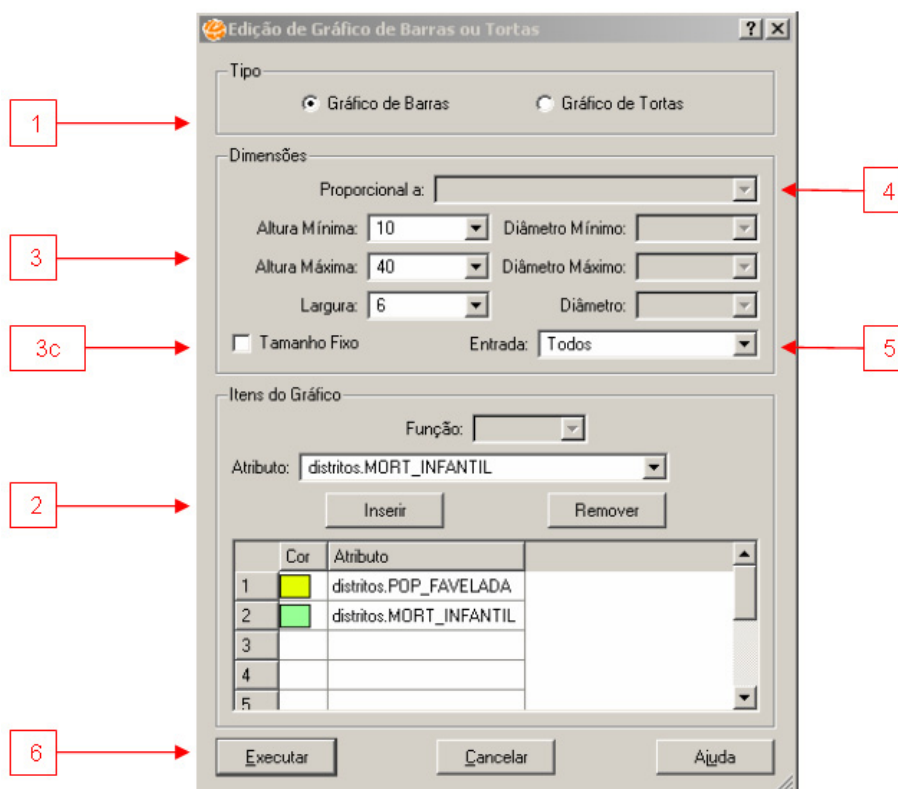 Edição de Gráfico de Barras ou Tortas
Tipo
1
Gráfico de Barras Gráfico de Tortas
Dimensões
Proporcional a:
4
Altura Mínima: 10 Diâmetro Mínimo:
3
Altura Máxima: 40 Diâmetro Máximo:
Largura: 6 Diâmetro:
3c
Tamanho Fixo Entrada: Todos
5
Itens do Gráfico
Função:
Atributo: distritos.MORT_INFANTIL
2
Inserir Remover
Cor Atributo
1 distritos.POP_FAVELADA
2 distritos.MORT_INFANTIL
3
4
5
6
Executar Cancelar Ajuda